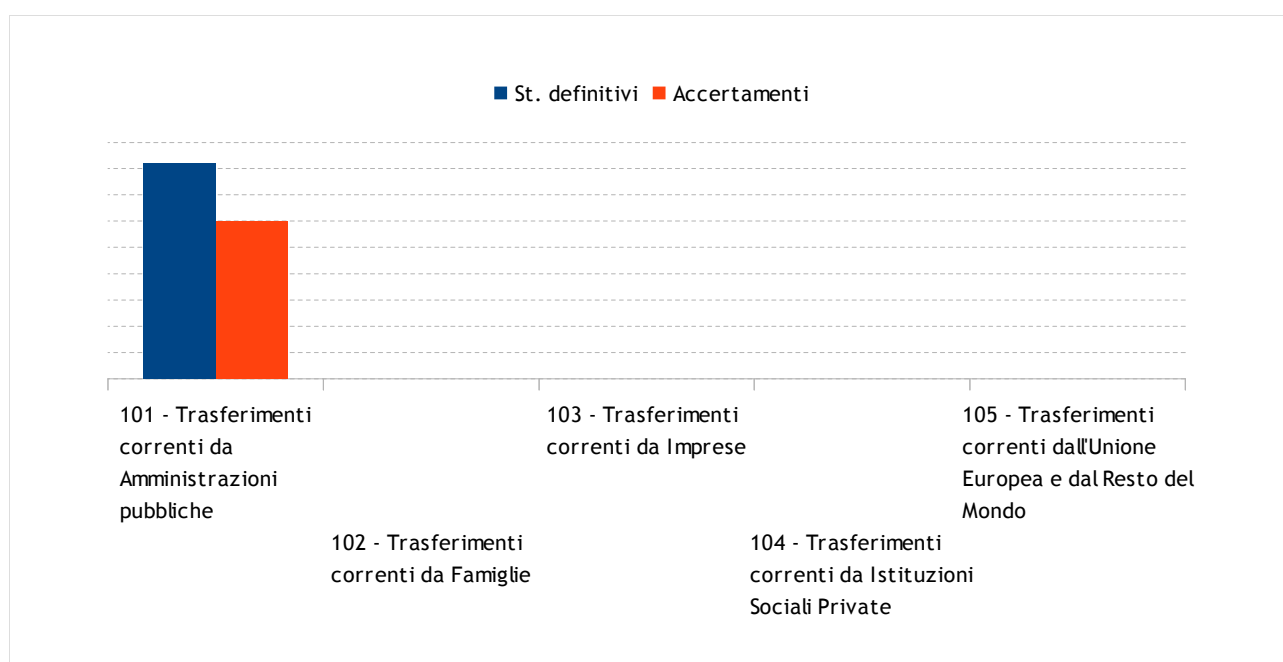 St. definitivi Accertamenti
101 - Trasferimenti
correnti da
Amministrazioni
pubbliche
102 - Trasferimenti
correnti da Famiglie
103 - Trasferimenti
correnti da Imprese
104 - Trasferimenti
correnti da Istituzioni
Sociali Private
105 - Trasferimenti
correnti dall'Unione
Europea e dal Resto del
Mondo